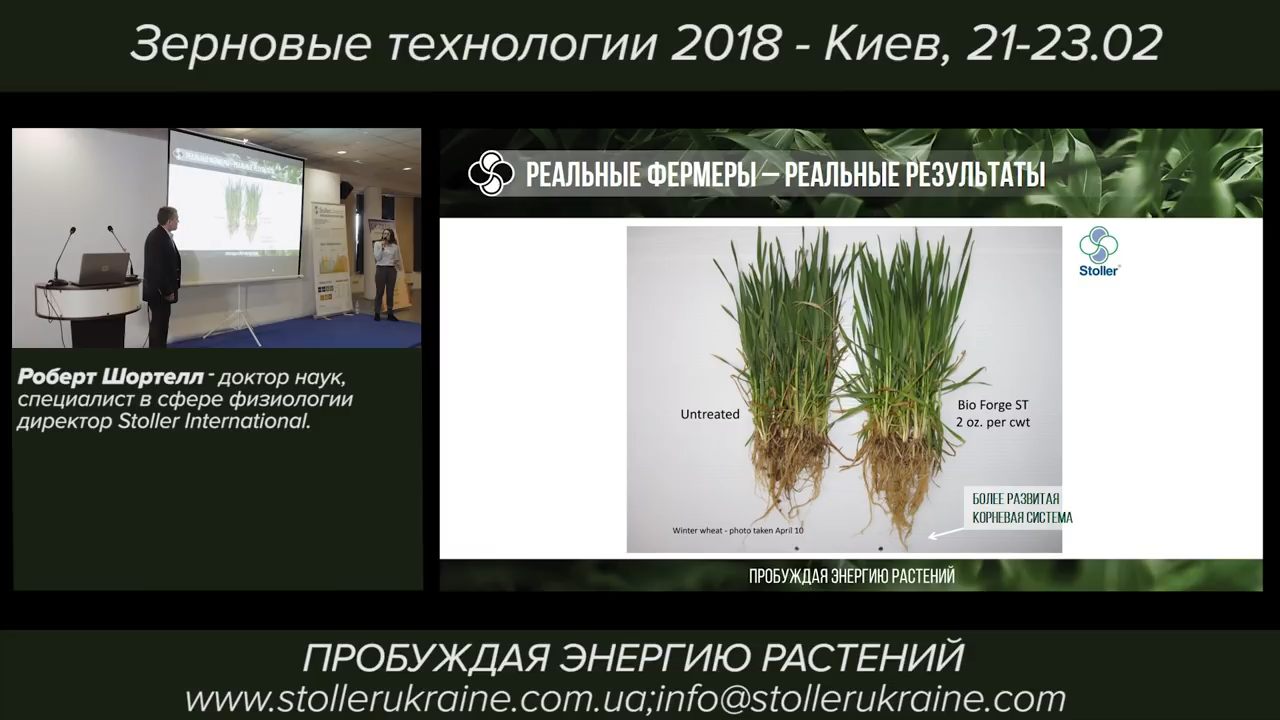 Зерновые технологии 2018 - Киев, 21-23.02
РЕАЛЬНЫЕ ФЕРМЕРЫ – РЕАЛЬНЫЕ РЕЗУЛЬТАТЫ
Stoller
Untreated
Bio Forge ST
2 oz. per cwt
БОЛЕЕ РАЗВИТАЯ
КОРНЕВАЯ СИСТЕМА
Winter wheat - photo taken April 10
ПРОБУЖДАЯ ЭНЕРГИЮ РАСТЕНИЙ
Роберт Шортелл - доктор наук,
специалист в сфере физиологии
директор Stoller International.
ПРОБУЖДАЯ ЭНЕРГИЮ РАСТЕНИЙ
www.stollerukraine.com.ua;info@stollerukraine.com